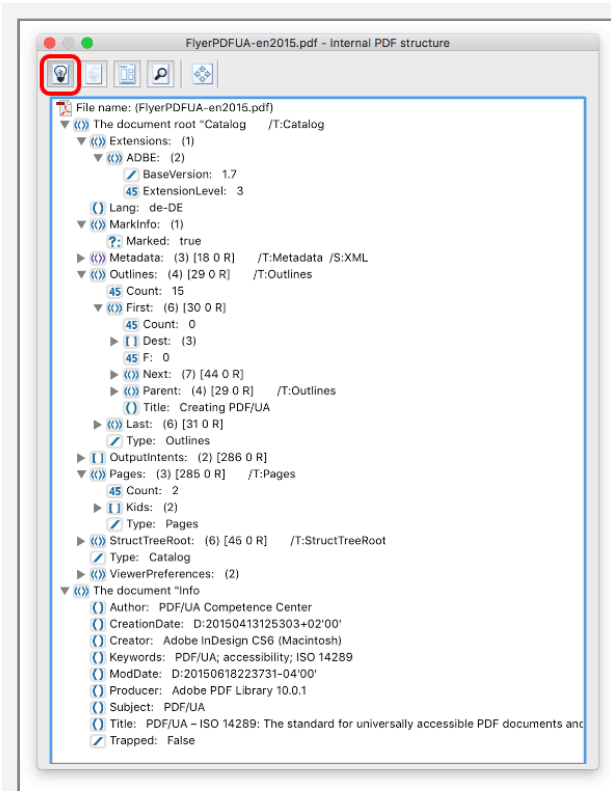 FlyerPDFUA-en2015.pdf - Internal PDF structure
File name: (FlyerPDFUA-en2015.pdf)
The document root "Catalog /T:Catalog
Extensions: (1)
ADBE: (2)
BaseVersion: 1.7
45 ExtensionLevel: 3
() Lang: de-DE
MarkInfo: (1)
?: Marked: true
Metadata: (3) [18 0 R] /T:Metadata /S:XML
Outlines: (4) [29 0 R] /T:Outlines
45 Count: 15
First: (6) [30 0 R]
45 Count: 0
[ ] Dest: (3)
45 F: 0
Next: (7) [44 0 R]
Parent: (4) [29 0 R] /T:Outlines
() Title: Creating PDF/UA
Last: (6) [31 0 R]
Type: Outlines
[ ] OutputIntents: (2) [286 0 R]
Pages: (3) [285 0 R] /T:Pages
45 Count: 2
[ ] Kids: (2)
Type: Pages
StructTreeRoot: (6) [45 0 R] /T:StructTreeRoot
Type: Catalog
ViewerPreferences: (2)
The document "Info
() Author: PDF/UA Competence Center
() CreationDate: D:20150413125303+02'00'
() Creator: Adobe InDesign CS6 (Macintosh)
() Keywords: PDF/UA; accessibility; ISO 14289
() ModDate: D:20150618223731-04'00'
() Producer: Adobe PDF Library 10.0.1
() Subject: PDF/UA
() Title: PDF/UA – ISO 14289: The standard for universally accessible PDF documents and
Trapped: False